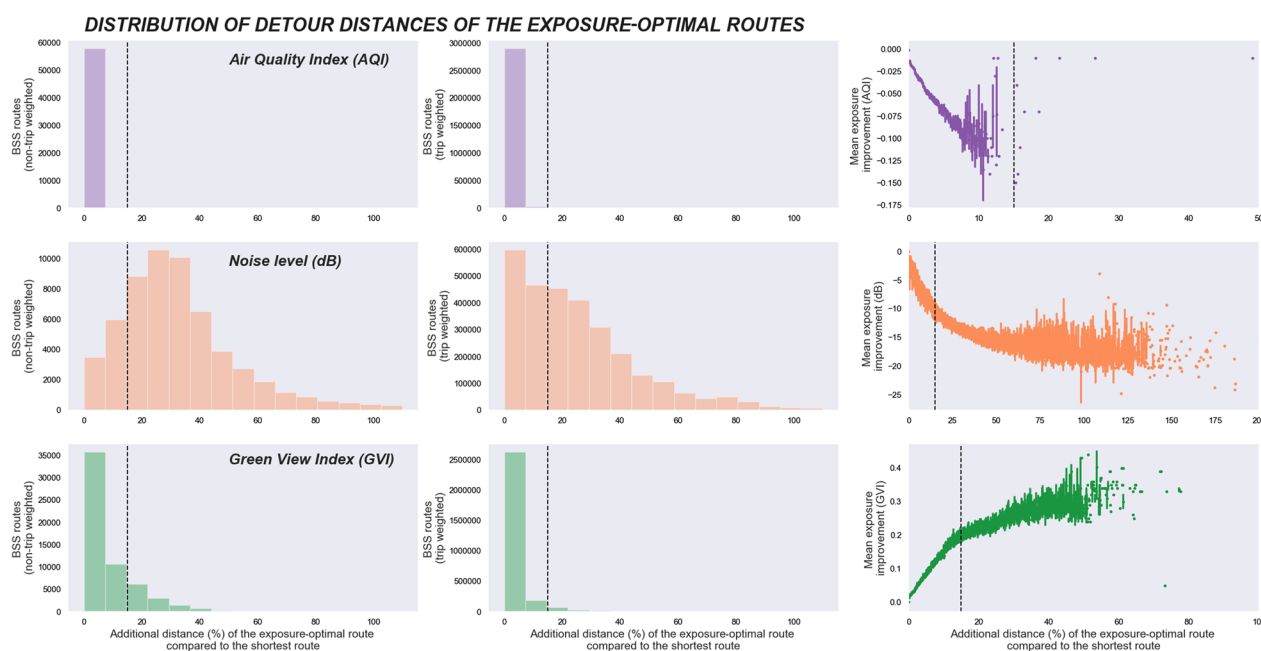 DISTRIBUTION OF DETOUR DISTANCES OF THE EXPOSURE-OPTIMAL ROUTES
Air Quality Index (AQI)
BSS routes
(non-trip weighted)
60000
50000
40000
30000
20000
10000
0
0 20 40 60 80 100
BSS routes
(trip weighted)
3000000
2500000
2000000
1500000
1000000
500000
0
0 20 40 60 80 100
Mean exposure
improvement (AQI)
0.000
−0.025
−0.050
−0.075
−0.100
−0.125
−0.150
−0.175
0 10 20 30 40 50
Noise level (dB)
BSS routes
(non-trip weighted)
10000
8000
6000
4000
2000
0
0 20 40 60 80 100
BSS routes
(trip weighted)
600000
500000
400000
300000
200000
100000
0
0 20 40 60 80 100
Mean exposure
improvement (dB)
0
−5
−10
−15
−20
−25
0 25 50 75 100 125 150 175 20
Green View Index (GVI)
BSS routes
(non-trip weighted)
35000
30000
25000
20000
15000
10000
5000
0
0 20 40 60 80 100
Additional distance (%) of the exposure-optimal route
compared to the shortest route
BSS routes
(trip weighted)
2500000
2000000
1500000
1000000
500000
0
0 20 40 60 80 100
Additional distance (%) of the exposure-optimal route
compared to the shortest route
Mean exposure
improvement (GVI)
0.4
0.3
0.2
0.1
0.0
0 20 40 60 80 10
Additional distance (%) of the exposure-optimal route
compared to the shortest route